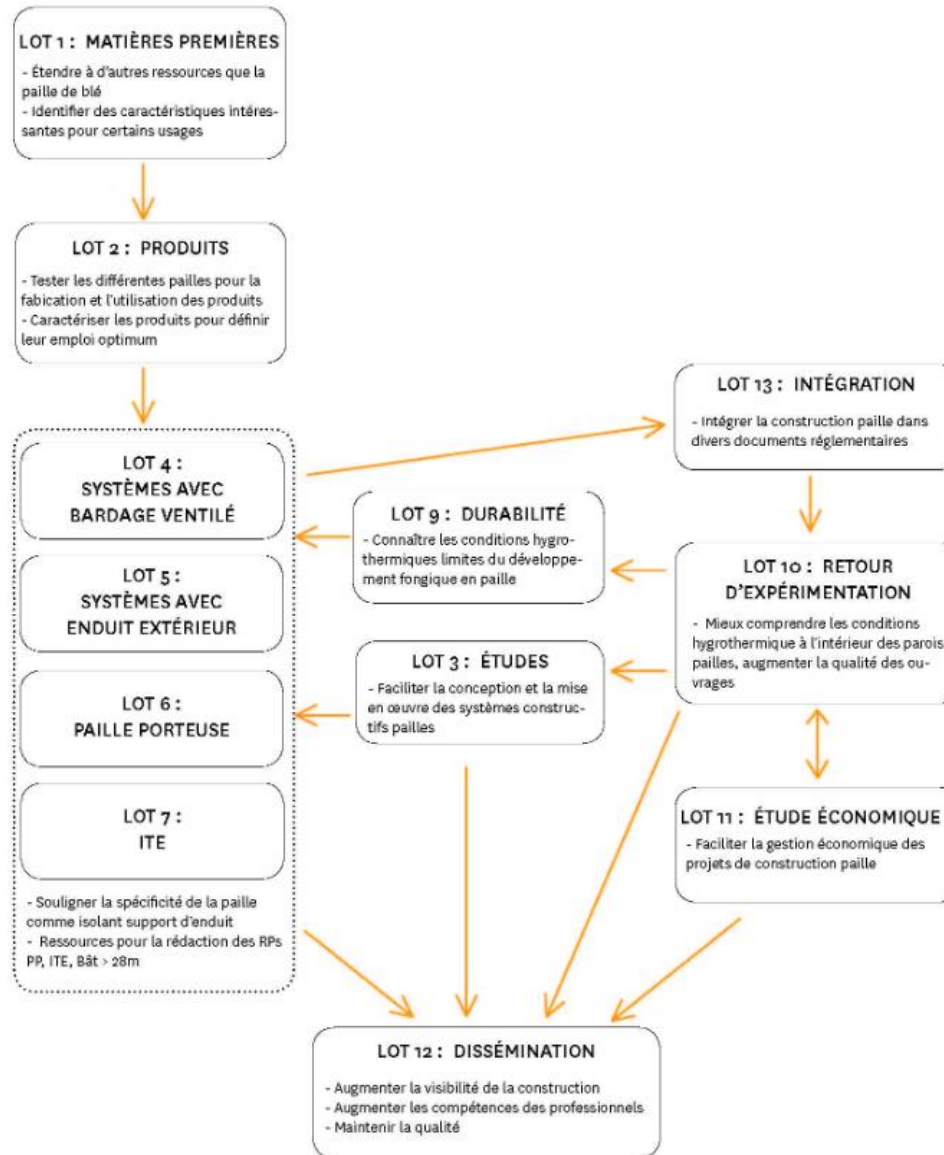 LOT 1 : MATIÈRES PREMIÈRES
- Étendre à d'autres ressources que la
paille de blé
- Identifier des caractéristiques intéres-
santes pour certains usages
LOT 2 : PRODUITS
- Tester les différentes pailles pour la
fabication et l'utilisation des produits
- Caractériser les produits pour définir
leur emploi optimum
LOT 4 :
SYSTÈMES AVEC
BARDAGE VENTILÉ
LOT 5 :
SYSTÈMES AVEC
ENDUIT EXTÉRIEUR
LOT 6 :
PAILLE PORTEUSE
LOT 7 :
ITE
- Souligner la spécificité de la paille
comme isolant support d'enduit
- Ressources pour la rédaction des RPs
PP, ITE, Bât > 28m
LOT 9 : DURABILITÉ
- Connaître les conditions hygro-
thermiques limites du développe-
ment fongique en paille
LOT 3 : ÉTUDES
- Faciliter la conception et la mise
en œuvre des systèmes construc-
tifs pailles
LOT 13 : INTÉGRATION
- Intégrer la construction paille dans
divers documents réglementaires
LOT 10 : RETOUR
D'EXPÉRIMENTATION
- Mieux comprendre les conditions
hygrothermique à l'intérieur des parois
pailles, augmenter la qualité des ou-
vrages
LOT 11 : ÉTUDE ÉCONOMIQUE
- Faciliter la gestion économique des
projets de construction paille
LOT 12 : DISSÉMINATION
- Augmenter la visibilité de la construction
- Augmenter les compétences des professionnels
- Maintenir la qualité